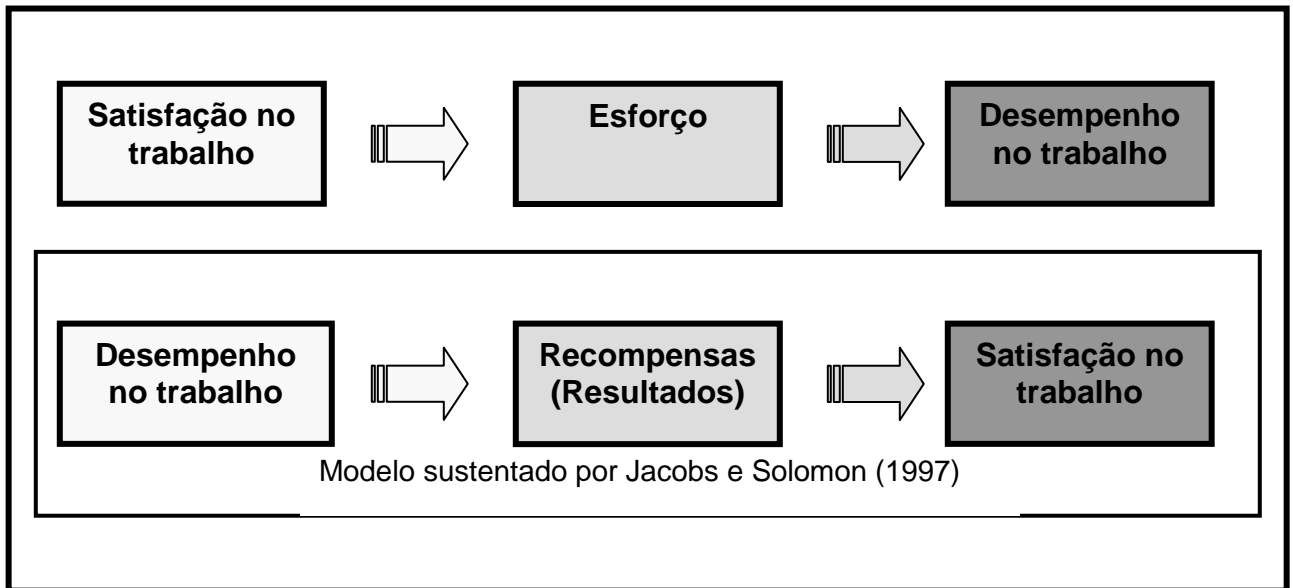 Satisfação no
trabalho
Esforço
Desempenho
no trabalho
Desempenho
no trabalho
Recompensas
(Resultados)
Satisfação no
trabalho
Modelo sustentado por Jacobs e Solomon (1997)